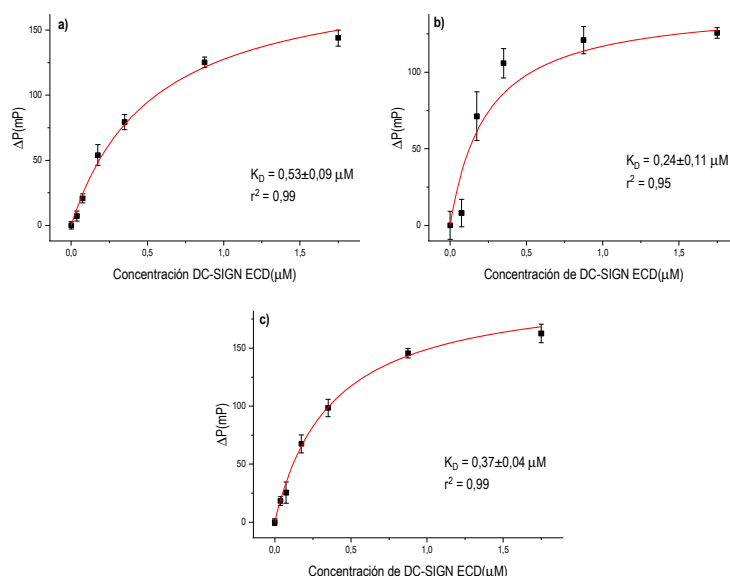 a)
150
100
50
0
ΔP(mP)
K_D = 0,53±0,09 μM
r² = 0,99
0,0 0,5 1,0 1,5
Concentración DC-SIGN ECD(μM)
b)
100
50
0
ΔP(mP)
K_D = 0,24±0,11 μM
r² = 0,95
0,0 0,5 1,0 1,5
Concentración de DC-SIGN ECD(μM)
c)
150
100
50
0
ΔP(mP)
K_D = 0,37±0,04 μM
r² = 0,99
0,0 0,5 1,0 1,5
Concentración de DC-SIGN ECD(μM)